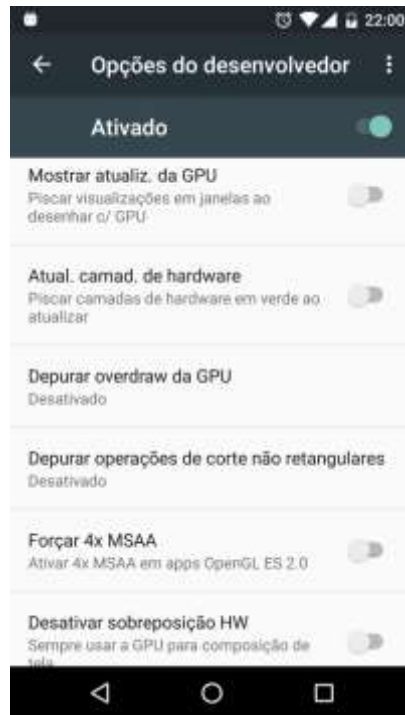 22:00
Opções do desenvolvedor
Ativado
Mostrar atualiz. da GPU
Piscar visualizações em janelas ao
desenhar c/ GPU
Atual. camad. de hardware
Piscar camadas de hardware em verde ao
atualizar
Depurar overdraw da GPU
Desativado
Depurar operações de corte não retangulares
Desativado
Forçar 4x MSAA
Ativar 4x MSAA em apps OpenGL ES 2.0
Desativar sobreposição HW
Sempre usar a GPU para composição de
tela